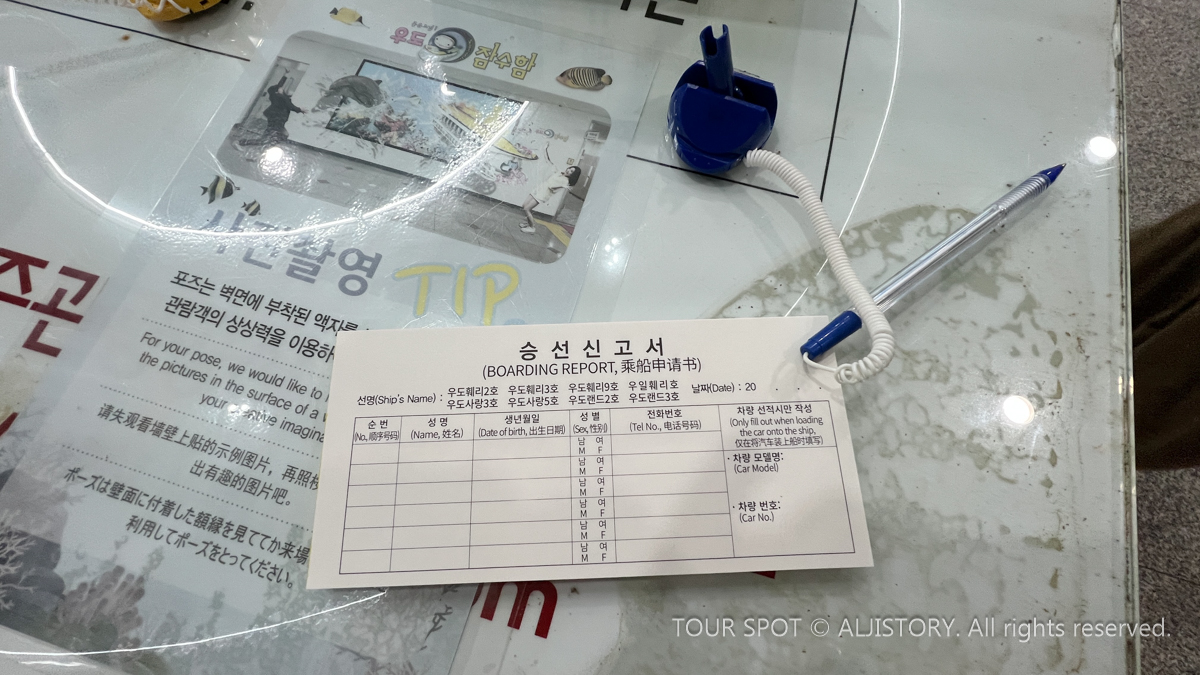 우도 잠수함
사진촬영 TIP
포즈는 벽면에 부착된 액자를
관람객의 상상력을 이용하
For your pose, we would like to
the pictures in the surface of a
your creative imagina
请先观看墙壁上贴的示例图片，再照
出有趣的图片吧。
ポーズは壁面に付着した額縁を見ててか来場
利用してポーズをとってください。
즈곤
승선신고서
(BOARDING REPORT, 乘船申请书)
선명(Ship's Name) : 우도훼리2호 우도훼리3호 우도훼리9호 우일훼리호 날짜(Date) : 20 . . .
우도사랑3호 우도사랑5호 우도랜드2호 우도랜드3호
순 번 성 명 생년월일 성 별 전화번호 차량 선적시만 작성
(No., 顺序号码) (Name, 姓名) (Date of birth, 出生日期) (Sex, 性别) (Tel No., 电话号码) (Only fill out when loading
the car onto the ship,
仅在将汽车装上船时填写)
남 여
M F
남 여
M F
남 여
M F
남 여
M F
남 여
M F
남 여
M F
· 차량 모델명:
(Car Model)
· 차량 번호:
(Car No.)
m
TOUR SPOT © ALJISTORY. All rights reserved.